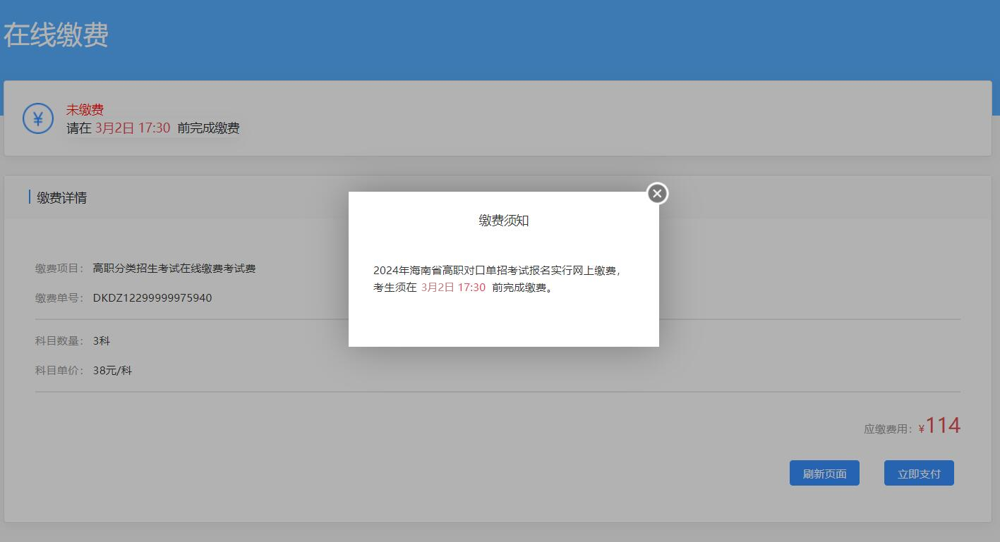 在线缴费
¥
未缴费
请在 3月2日 17:30 前完成缴费
缴费详情
缴费须知
2024年海南省高职对口单招考试报名实行网上缴费，
考生须在 3月2日 17:30 前完成缴费。
缴费项目： 高职分类招生考试在线缴费考试费
缴费单号： DKDZ12299999975940
科目数量： 3科
科目单价： 38元/科
应缴费用：¥114
刷新页面 立即支付